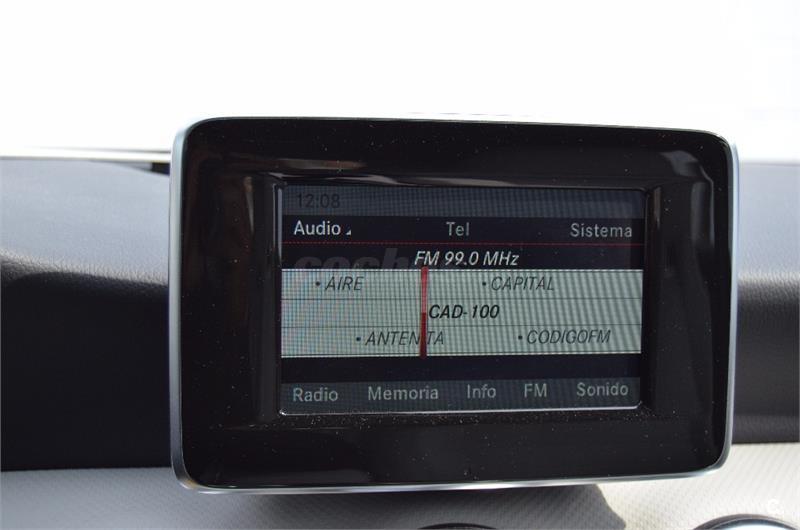 12:08
Audio Tel Sistema
FM 99.0 MHz
• AIRE • CAPITAL
CAD-100
• ANTENITA • CODIGOFM
Radio Memoria Info FM Sonido